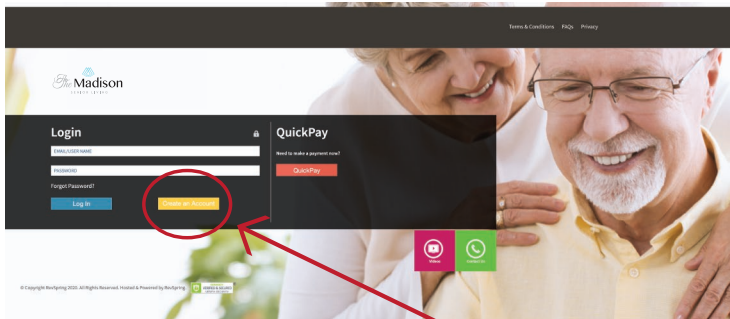 Terms & Conditions FAQs Privacy
The Madison
Login
EMAIL/USER NAME
PASSWORD
Forgot Password?
Log In
Create an Account
QuickPay
Need to make a payment now?
QuickPay
Videos
Contact Us
© Copyright RevSpring 2020. All Rights Reserved. Hosted & Powered by RevSpring.